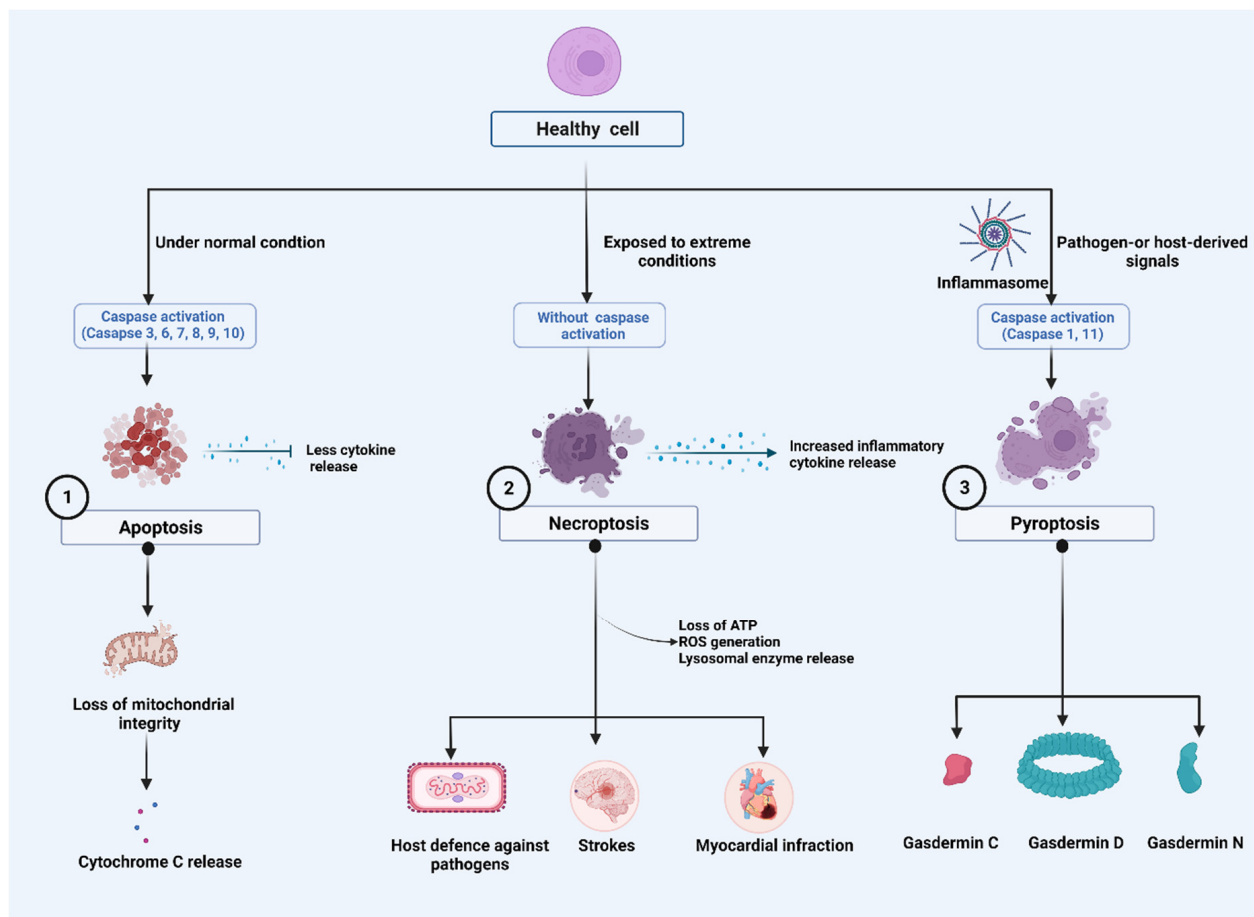 Healthy cell
Under normal condtion
Exposed to extreme
conditions
Inflammasome
Pathogen-or host-derived
signals
Caspase activation
(Casapse 3, 6, 7, 8, 9, 10)
Without caspase
activation
Caspase activation
(Caspase 1, 11)
Less cytokine
release
Increased inflammatory
cytokine release
1
Apoptosis
2
Necroptosis
3
Pyroptosis
Loss of mitochondrial
integrity
Cytochrome C release
Loss of ATP
ROS generation
Lysosomal enzyme release
Host defence against
pathogens
Strokes
Myocardial infraction
Gasdermin C
Gasdermin D
Gasdermin N